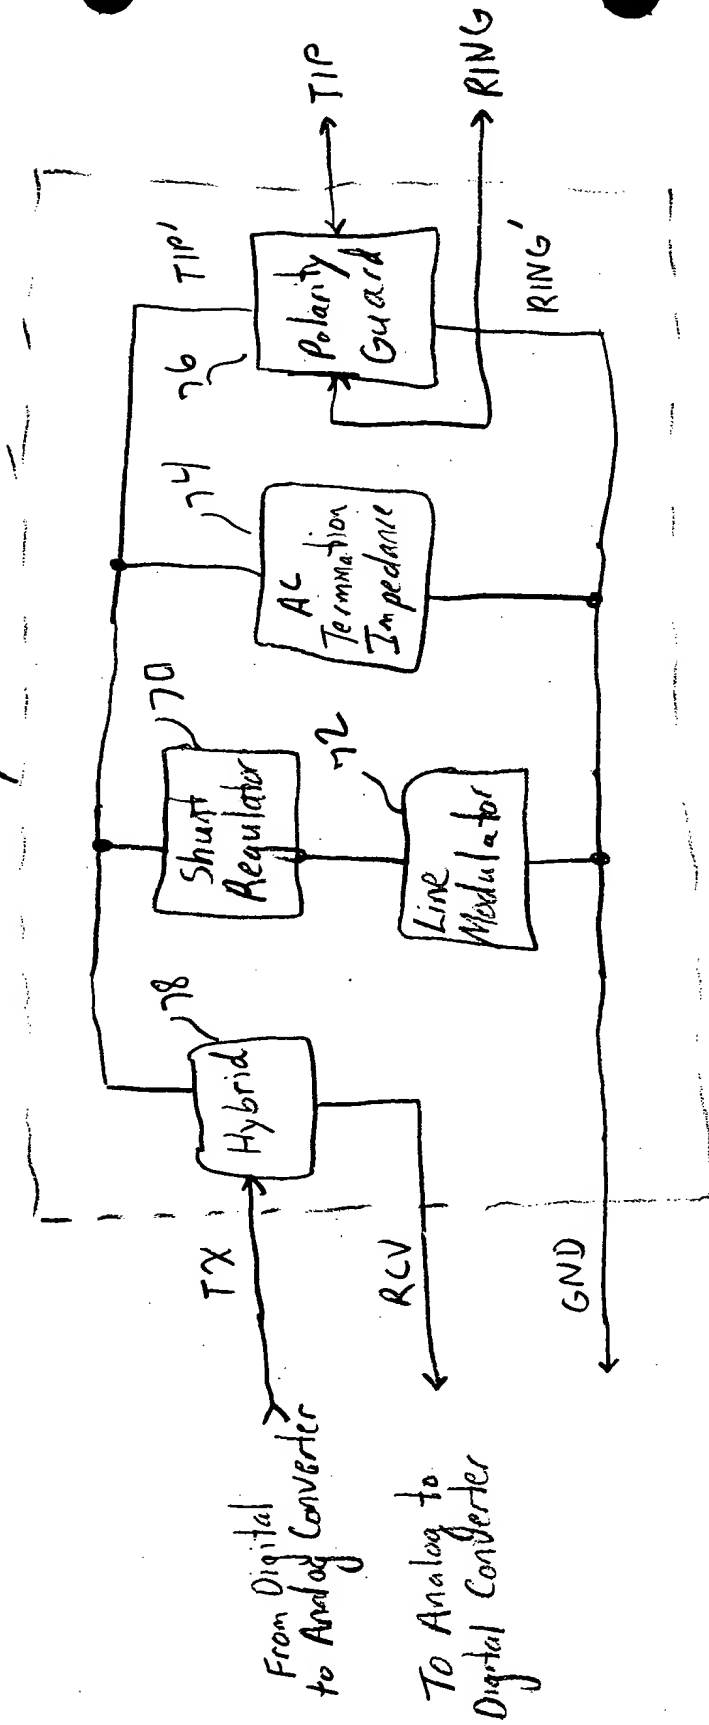 From Digital
to Analog Converter
TX
To Analog to
Digital Converter
RCV
GND
78
Hybrid
70
Shunt
Regulator
72
Line
Modulator
74
AC
Termination
Impedance
76
TIP'
Polarity
Guard
RING'
TIP
RING